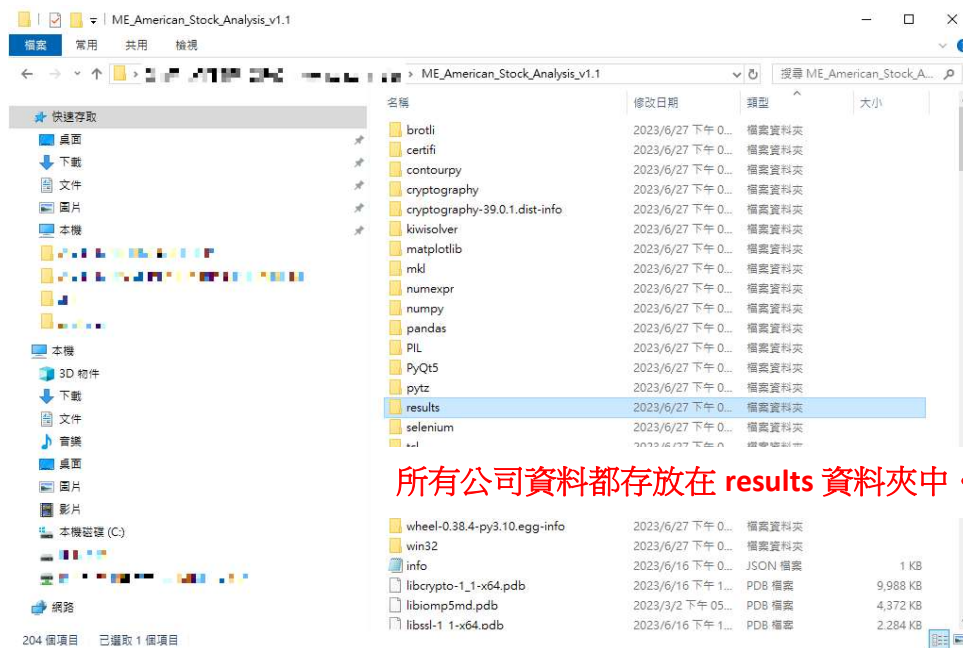 ME_American_Stock_Analysis_v1.1
檔案 常用 共用 檢視
ME_American_Stock_Analysis_v1.1 搜尋 ME_American_Stock_A...
名稱 修改日期 類型 大小
快速存取
桌面
下載
文件
圖片
本機
本機
3D 物件
下載
文件
音樂
桌面
圖片
影片
本機磁碟 (C:)
網路
brotli 2023/6/27 下午 0... 檔案資料夾
certifi 2023/6/27 下午 0... 檔案資料夾
contourpy 2023/6/27 下午 0... 檔案資料夾
cryptography 2023/6/27 下午 0... 檔案資料夾
cryptography-39.0.1.dist-info 2023/6/27 下午 0... 檔案資料夾
kiwisolver 2023/6/27 下午 0... 檔案資料夾
matplotlib 2023/6/27 下午 0... 檔案資料夾
mkl 2023/6/27 下午 0... 檔案資料夾
numexpr 2023/6/27 下午 0... 檔案資料夾
numpy 2023/6/27 下午 0... 檔案資料夾
pandas 2023/6/27 下午 0... 檔案資料夾
PIL 2023/6/27 下午 0... 檔案資料夾
PyQt5 2023/6/27 下午 0... 檔案資料夾
pytz 2023/6/27 下午 0... 檔案資料夾
results 2023/6/27 下午 0... 檔案資料夾
selenium 2023/6/27 下午 0... 檔案資料夾
所有公司資料都存放在 results 資料夾中
wheel-0.38.4-py3.10.egg-info 2023/6/27 下午 0... 檔案資料夾
win32 2023/6/27 下午 0... 檔案資料夾
info 2023/6/16 下午 0... JSON 檔案 1 KB
libcrypto-1_1-x64.pdb 2023/6/16 下午 1... PDB 檔案 9,988 KB
libiomp5md.pdb 2023/3/2 下午 05... PDB 檔案 4,372 KB
libssl-1_1-x64.pdb 2023/6/16 下午 1... PDB 檔案 2,284 KB
204 個項目 已選取 1 個項目